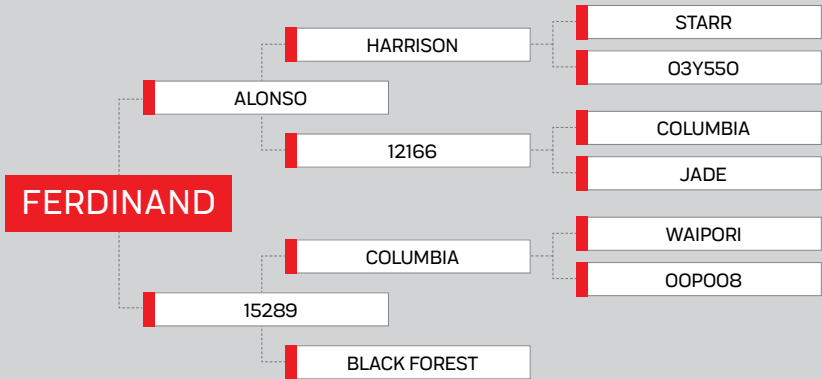 STARR
HARRISON
03Y550
ALONSO
COLUMBIA
12166
JADE
FERDINAND
WAIPORI
COLUMBIA
00P008
15289
BLACK FOREST